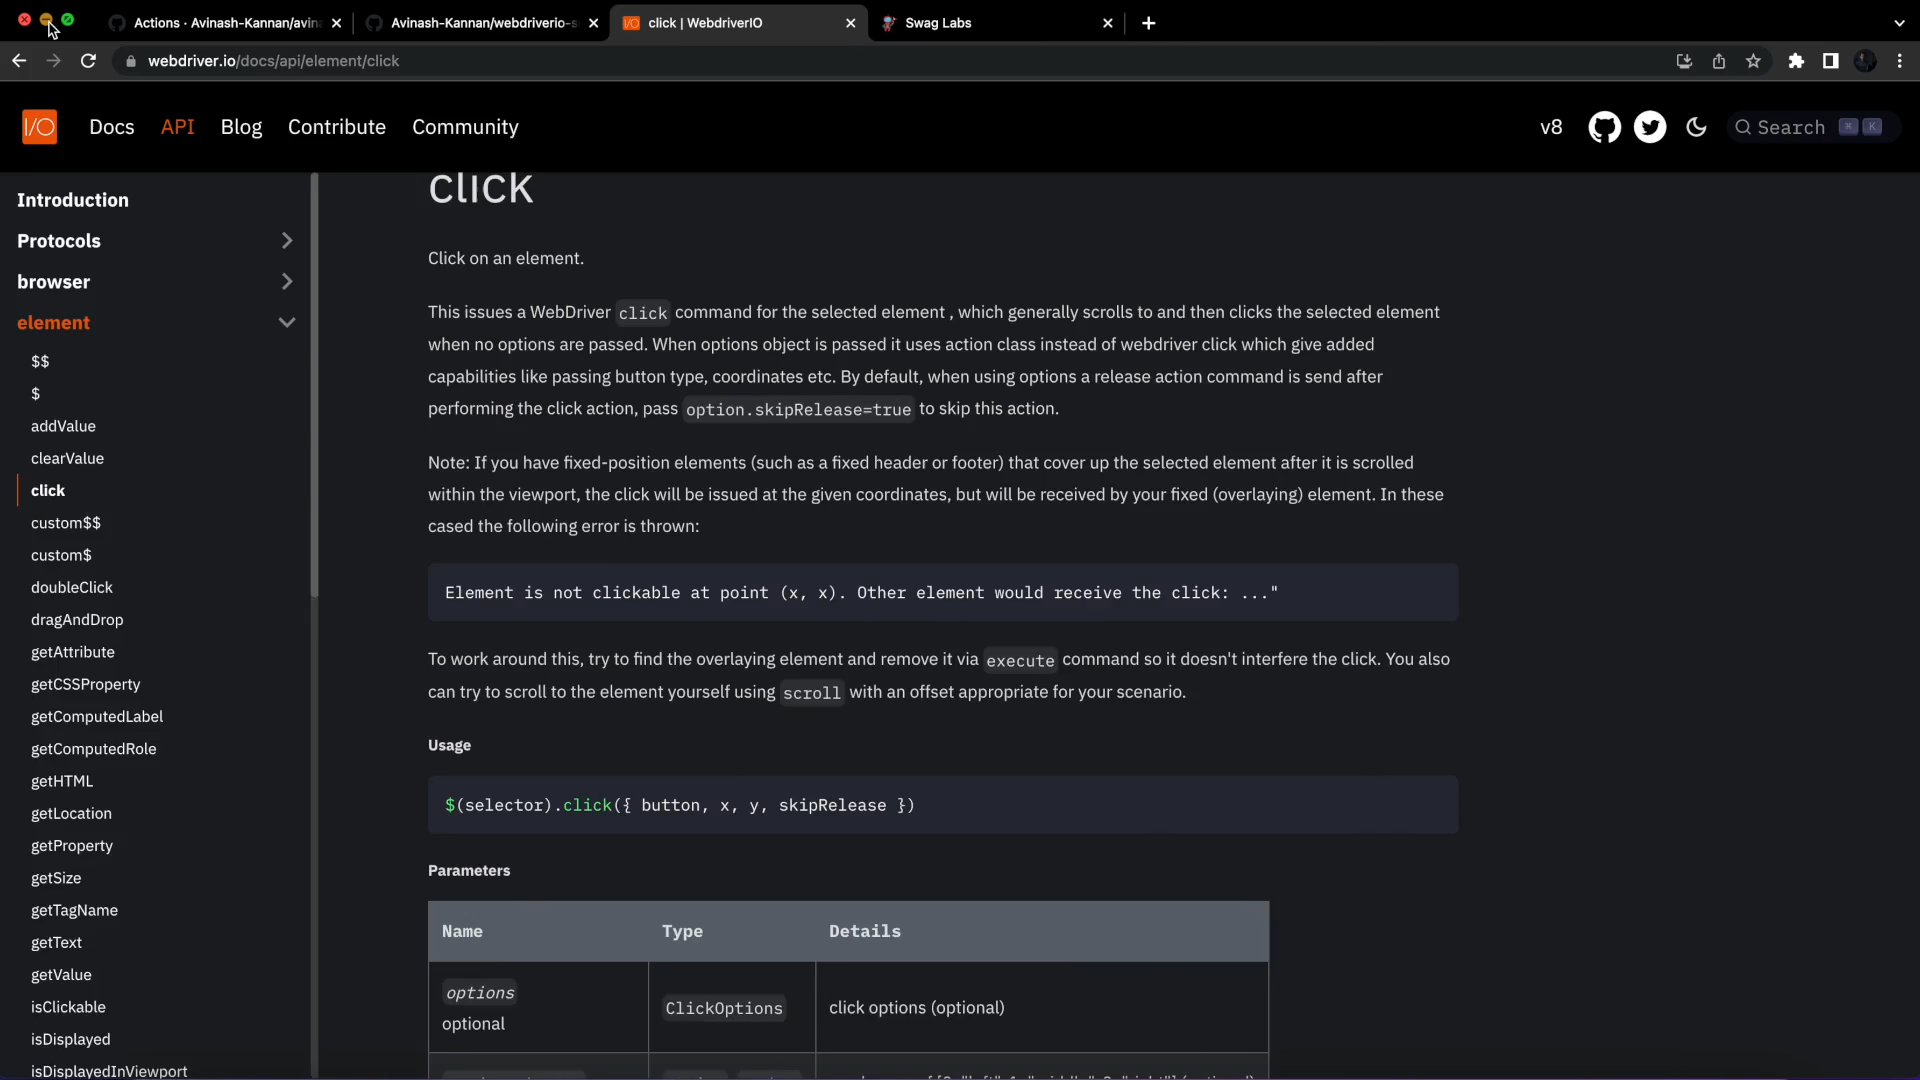 Actions · Avinash-Kannan/avina
Avinash-Kannan/webdriverio-s
click | WebdriverIO
Swag Labs
webdriver.io/docs/api/element/click
I/O
Docs
API
Blog
Contribute
Community
v8
Search
K
Introduction
Protocols
browser
element
$$
$
addValue
clearValue
click
custom$$
custom$
doubleClick
dragAndDrop
getAttribute
getCSSProperty
getComputedLabel
getComputedRole
getHTML
getLocation
getProperty
getSize
getTagName
getText
getValue
isClickable
isDisplayed
isDisplayedInViewport
click
Click on an element.
This issues a WebDriver click command for the selected element , which generally scrolls to and then clicks the selected element
when no options are passed. When options object is passed it uses action class instead of webdriver click which give added
capabilities like passing button type, coordinates etc. By default, when using options a release action command is send after
performing the click action, pass option.skipRelease=true to skip this action.
Note: If you have fixed-position elements (such as a fixed header or footer) that cover up the selected element after it is scrolled
within the viewport, the click will be issued at the given coordinates, but will be received by your fixed (overlaying) element. In these
cased the following error is thrown:
Element is not clickable at point (x, x). Other element would receive the click: ..."
To work around this, try to find the overlaying element and remove it via execute command so it doesn't interfere the click. You also
can try to scroll to the element yourself using scroll with an offset appropriate for your scenario.
Usage
$(selector).click({ button, x, y, skipRelease })
Parameters
Name Type Details
options
optional
ClickOptions
click options (optional)